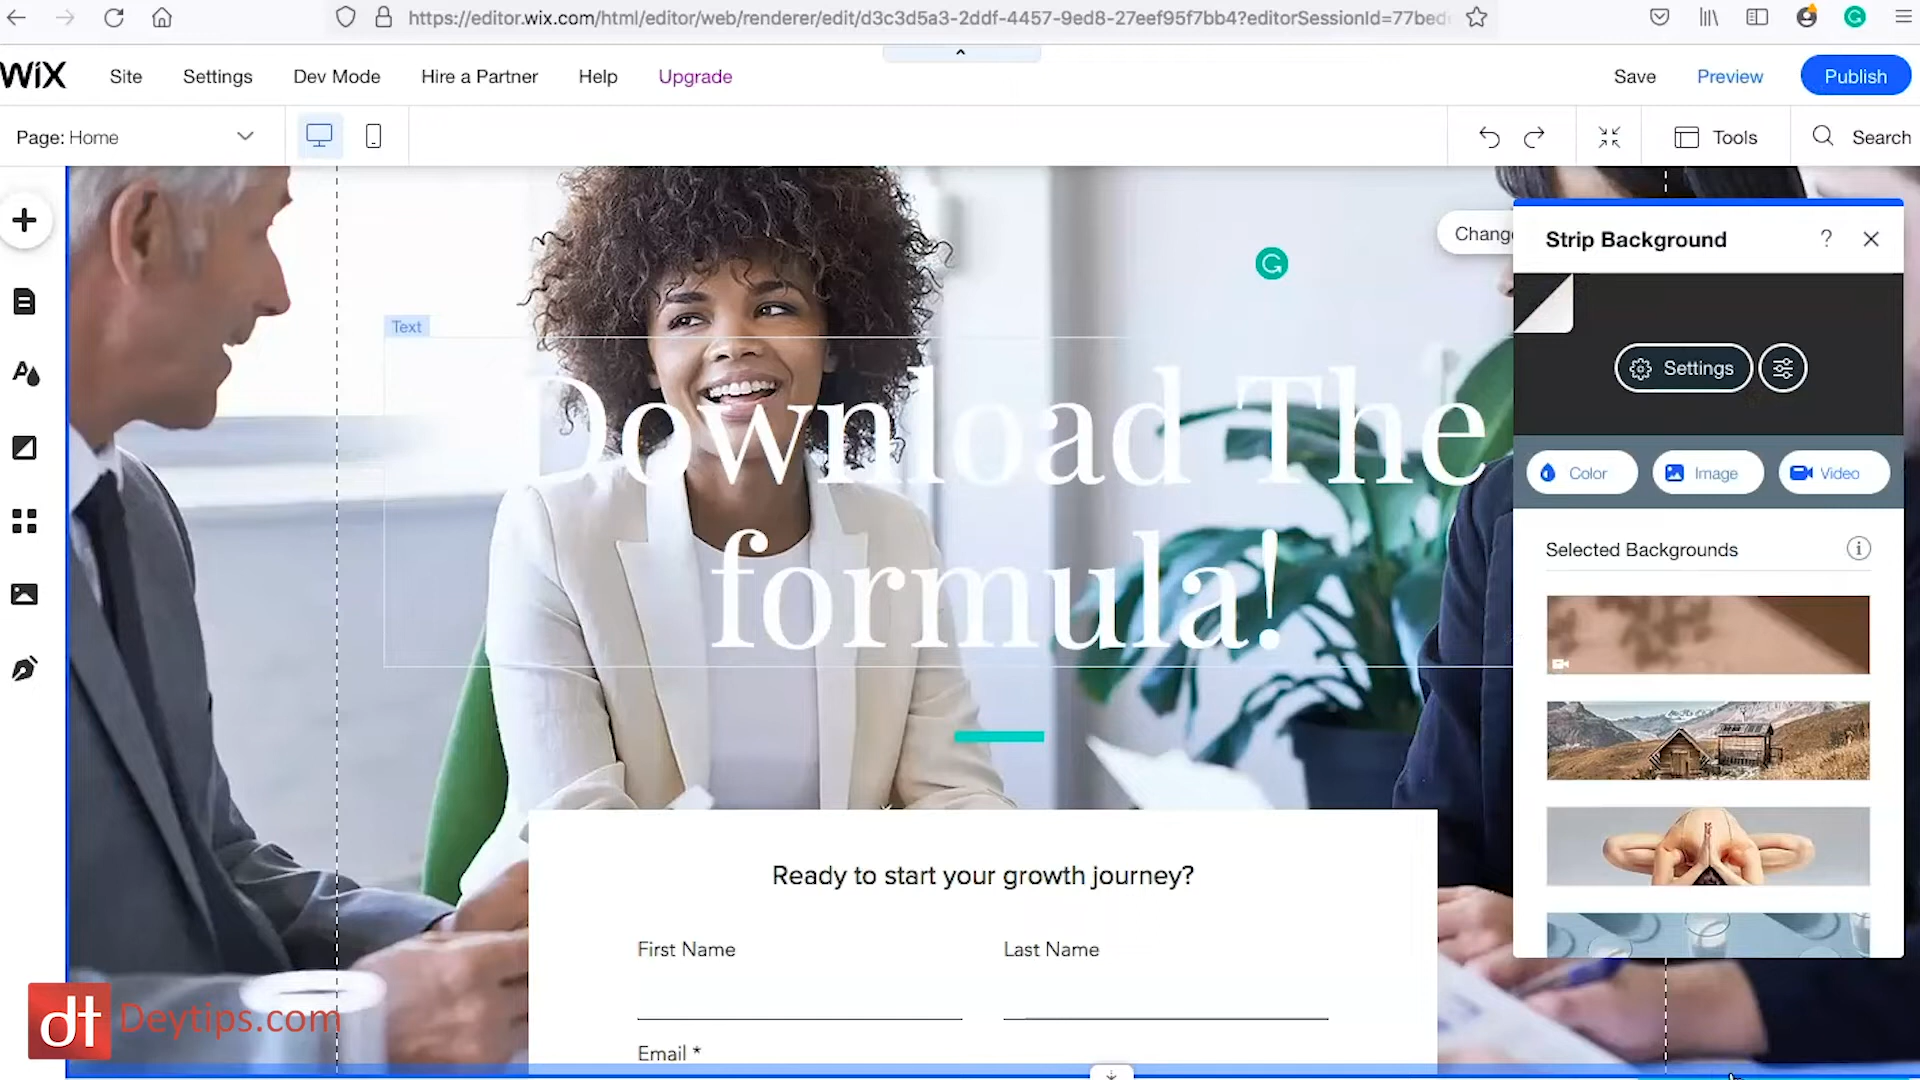 https://editor.wix.com/html/editor/web/renderer/edit/d3c3d5a3-2ddf-4457-9ed8-27eef95f7bb4?editorSessionId=77bed
WiX Site Settings Dev Mode Hire a Partner Help Upgrade Save Preview Publish
Page: Home Tools Search
Change
Strip Background ?
Text
Settings
Download The
formula!
Color Image Video
Selected Backgrounds
Ready to start your growth journey?
First Name Last Name
Email *
dt Deytips.com